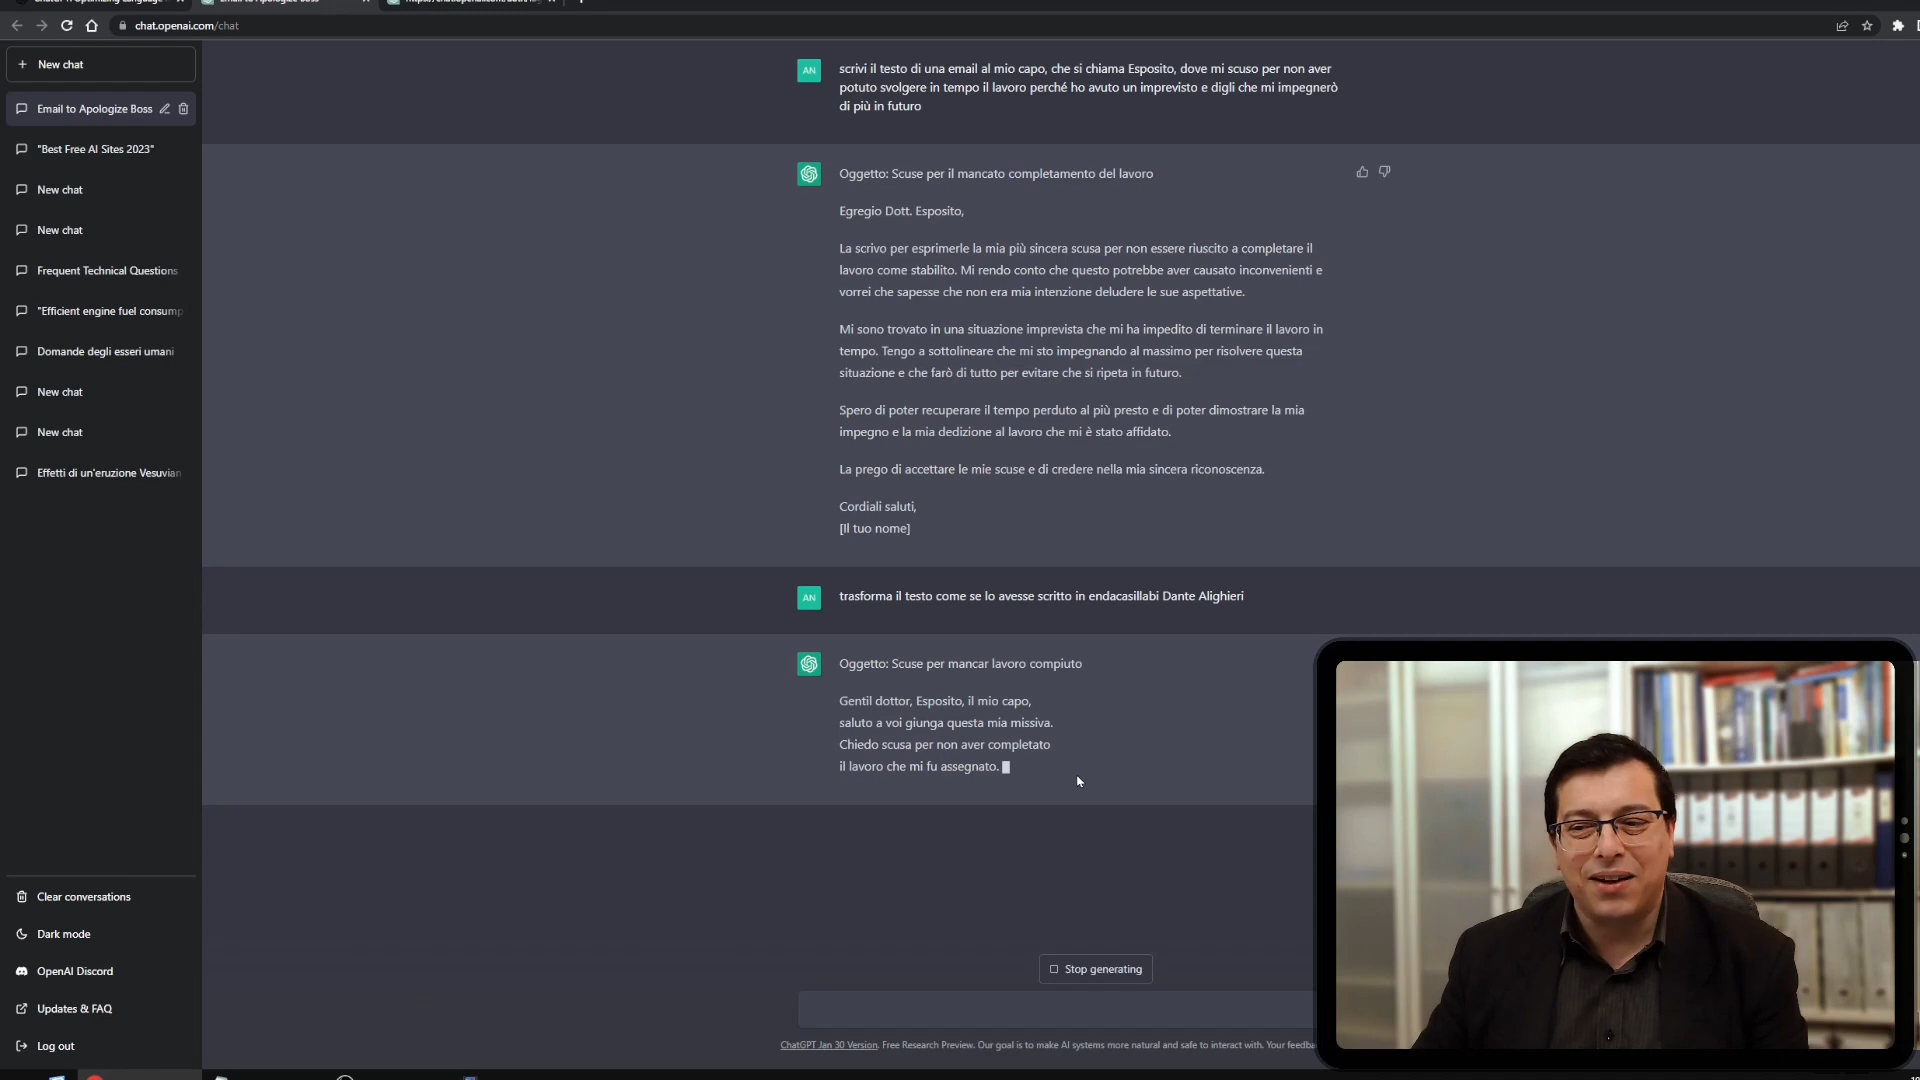 chat.openai.com/chat
New chat
Email to Apologize Boss
"Best Free AI Sites 2023"
New chat
New chat
Frequent Technical Questions
"Efficient engine fuel consump
Domande degli esseri umani
New chat
New chat
Effetti di un'eruzione Vesuvian
Clear conversations
Dark mode
OpenAI Discord
Updates & FAQ
Log out
AN
scrivi il testo di una email al mio capo, che si chiama Esposito, dove mi scuso per non aver
potuto svolgere in tempo il lavoro perché ho avuto un imprevisto e digli che mi impegnerò
di più in futuro
Oggetto: Scuse per il mancato completamento del lavoro
Egregio Dott. Esposito,
La scrivo per esprimerle la mia più sincera scusa per non essere riuscito a completare il
lavoro come stabilito. Mi rendo conto che questo potrebbe aver causato inconvenienti e
vorrei che sapesse che non era mia intenzione deludere le sue aspettative.
Mi sono trovato in una situazione imprevista che mi ha impedito di terminare il lavoro in
tempo. Tengo a sottolineare che mi sto impegnando al massimo per risolvere questa
situazione e che farò di tutto per evitare che si ripeta in futuro.
Spero di poter recuperare il tempo perduto al più presto e di poter dimostrare la mia
impegno e la mia dedizione al lavoro che mi è stato affidato.
La prego di accettare le mie scuse e di credere nella mia sincera riconoscenza.
Cordiali saluti,
[Il tuo nome]
AN
trasforma il testo come se lo avesse scritto in endacasillabi Dante Alighieri
Oggetto: Scuse per mancar lavoro compiuto
Gentil dottor, Esposito, il mio capo,
saluto a voi giunga questa mia missiva.
Chiedo scusa per non aver completato
il lavoro che mi fu assegnato.
Stop generating
ChatGPT Jan 30 Version. Free Research Preview. Our goal is to make AI systems more natural and safe to interact with. Your feedba